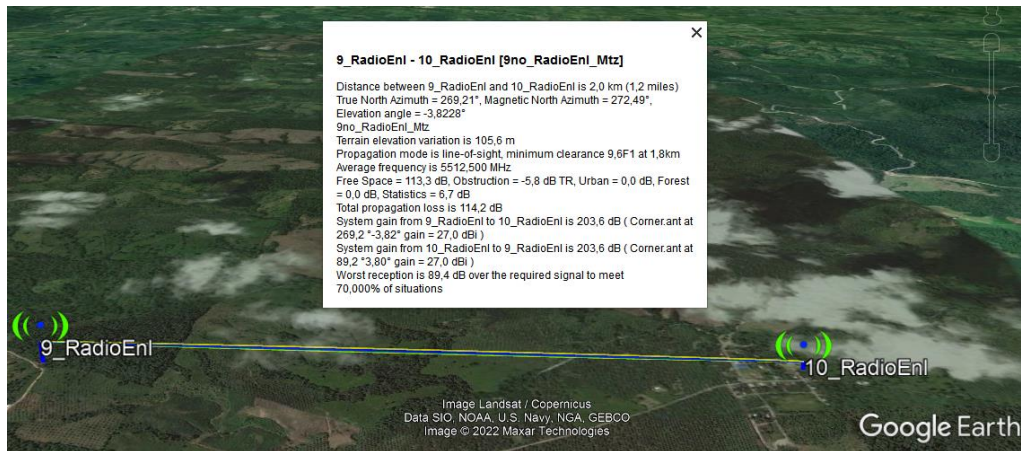 9_RadioEnl - 10_RadioEnl [9no_RadioEnl_Mtz]
Distance between 9_RadioEnl and 10_RadioEnl is 2,0 km (1,2 miles)
True North Azimuth = 269,21°, Magnetic North Azimuth = 272,49°,
Elevation angle = -3,8228°
9no_RadioEnl_Mtz
Terrain elevation variation is 105,6 m
Propagation mode is line-of-sight, minimum clearance 9,6F1 at 1,8km
Average frequency is 5512,500 MHz
Free Space = 113,3 dB, Obstruction = -5,8 dB TR, Urban = 0,0 dB, Forest
= 0,0 dB, Statistics = 6,7 dB
Total propagation loss is 114,2 dB
System gain from 9_RadioEnl to 10_RadioEnl is 203,6 dB ( Corner.ant at
269,2 °-3,82° gain = 27,0 dBi )
System gain from 10_RadioEnl to 9_RadioEnl is 203,6 dB ( Corner.ant at
89,2 °3,80° gain = 27,0 dBi )
Worst reception is 89,4 dB over the required signal to meet
70,000% of situations
9_RadioEnl
10_RadioEnl
Image Landsat / Copernicus
Data SIO, NOAA, U.S. Navy, NGA, GEBCO
Image © 2022 Maxar Technologies
Google Earth